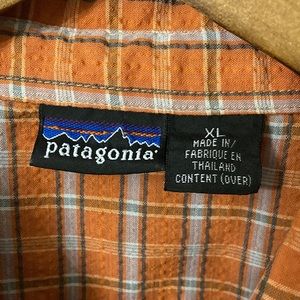 patagonia®
XL
MADE IN/
FABRIQUE EN
THAILAND
CONTENT (OVER)